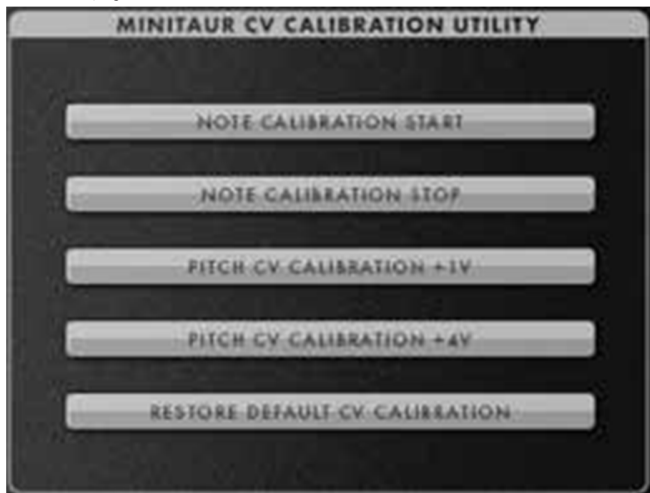 MINITAUR CV CALIBRATION UTILITY
NOTE CALIBRATION START
NOTE CALIBRATION STOP
PITCH CV CALIBRATION +1V
PITCH CV CALIBRATION +4V
RESTORE DEFAULT CV CALIBRATION